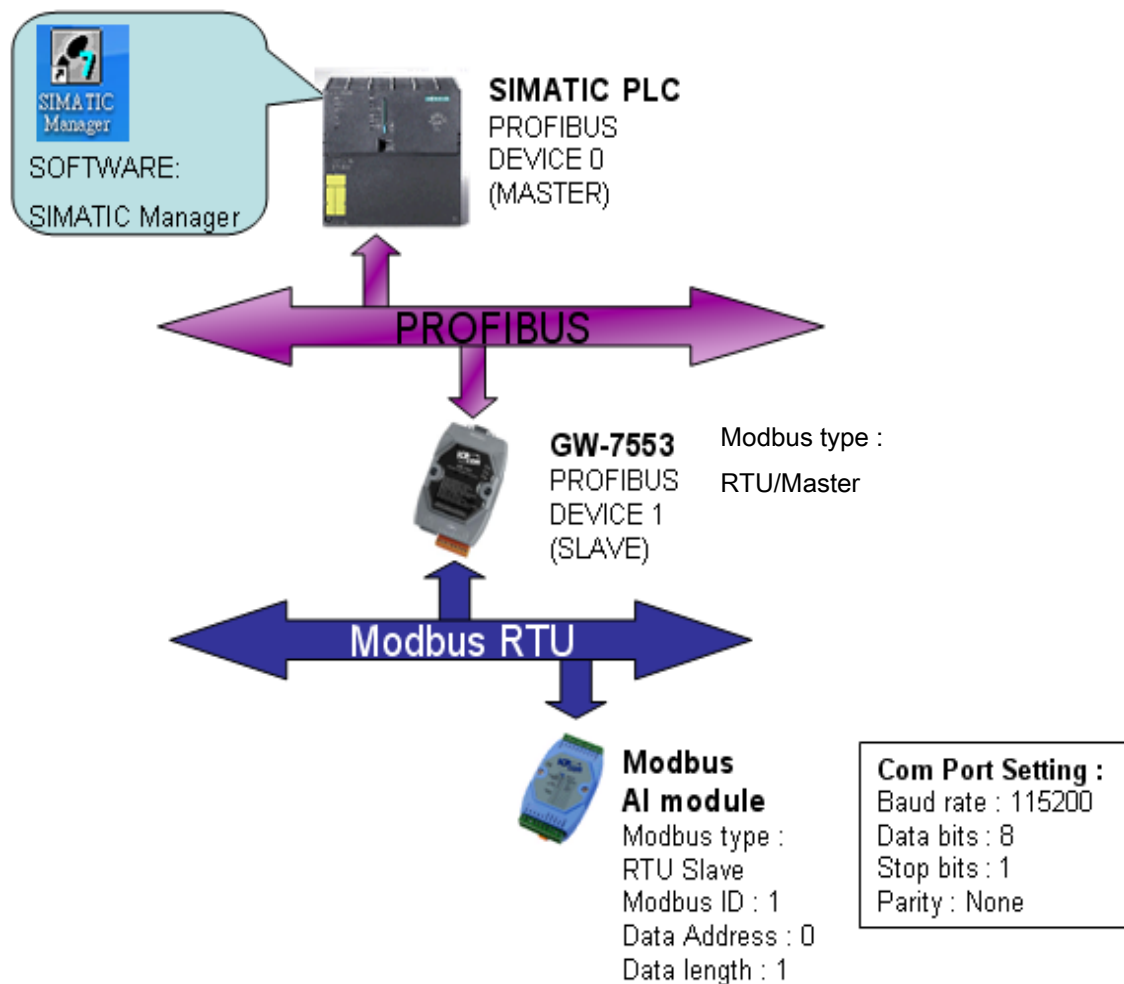 SIMATIC
Manager
SOFTWARE:
SIMATIC Manager
SIMATIC PLC
PROFIBUS
DEVICE 0
(MASTER)
PROFIBUS
GW-7553
PROFIBUS
DEVICE 1
(SLAVE)
Modbus type :
RTU/Master
Modbus RTU
Modbus
AI module
Modbus type :
RTU Slave
Modbus ID : 1
Data Address : 0
Data length : 1
Com Port Setting :
Baud rate : 115200
Data bits : 8
Stop bits : 1
Parity : None